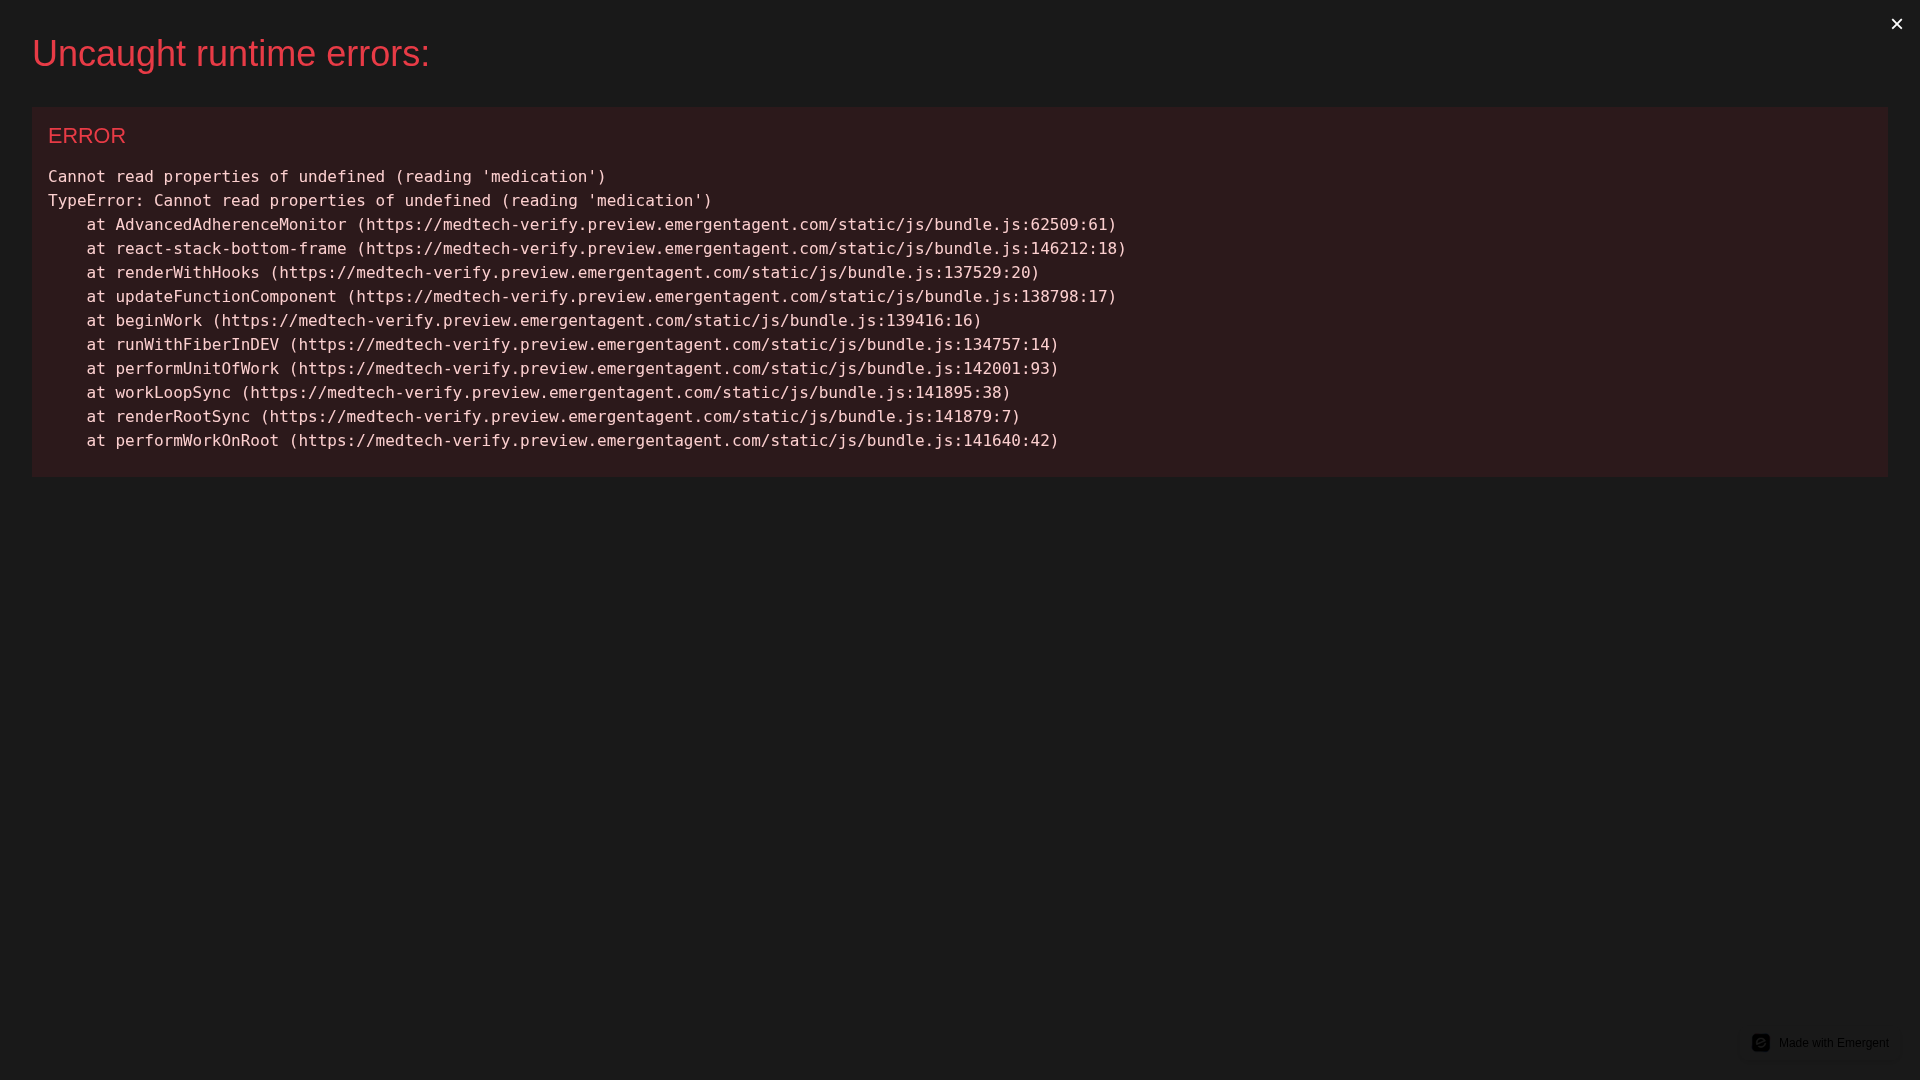 ×
Uncaught runtime errors:
ERROR
Cannot read properties of undefined (reading 'medication')
TypeError: Cannot read properties of undefined (reading 'medication')
    at AdvancedAdherenceMonitor (https://medtech-verify.preview.emergentagent.com/static/js/bundle.js:62509:61)
    at react-stack-bottom-frame (https://medtech-verify.preview.emergentagent.com/static/js/bundle.js:146212:18)
    at renderWithHooks (https://medtech-verify.preview.emergentagent.com/static/js/bundle.js:137529:20)
    at updateFunctionComponent (https://medtech-verify.preview.emergentagent.com/static/js/bundle.js:138798:17)
    at beginWork (https://medtech-verify.preview.emergentagent.com/static/js/bundle.js:139416:16)
    at runWithFiberInDEV (https://medtech-verify.preview.emergentagent.com/static/js/bundle.js:134757:14)
    at performUnitOfWork (https://medtech-verify.preview.emergentagent.com/static/js/bundle.js:142001:93)
    at workLoopSync (https://medtech-verify.preview.emergentagent.com/static/js/bundle.js:141895:38)
    at renderRootSync (https://medtech-verify.preview.emergentagent.com/static/js/bundle.js:141879:7)
    at performWorkOnRoot (https://medtech-verify.preview.emergentagent.com/static/js/bundle.js:141640:42)
Made with Emergent